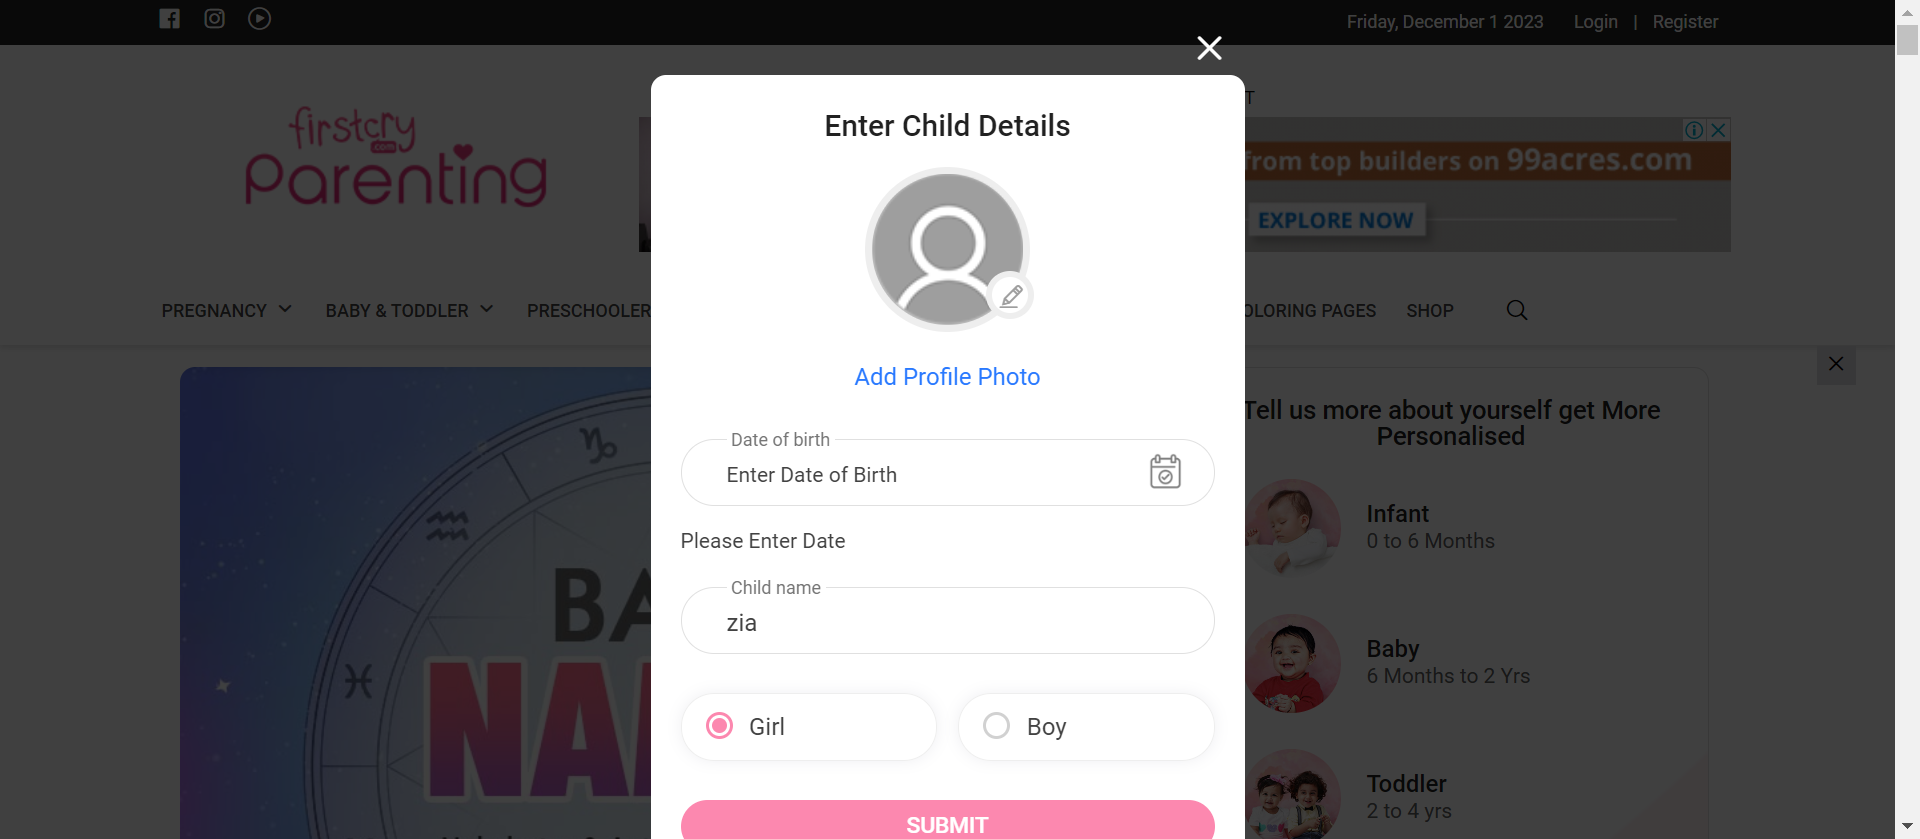 Friday, December 1 2023 Login | Register
firstcry
.com
Parenting
T
from top builders on 99acres.com
EXPLORE NOW
PREGNANCY BABY & TODDLER PRESCHOOLER OLORING PAGES SHOP
Enter Child Details
Add Profile Photo
Date of birth
Enter Date of Birth
Please Enter Date
Child name
zia
Girl Boy
SUBMIT
BA
NA
Tell us more about yourself get More
Personalised
Infant
0 to 6 Months
Baby
6 Months to 2 Yrs
Toddler
2 to 4 yrs